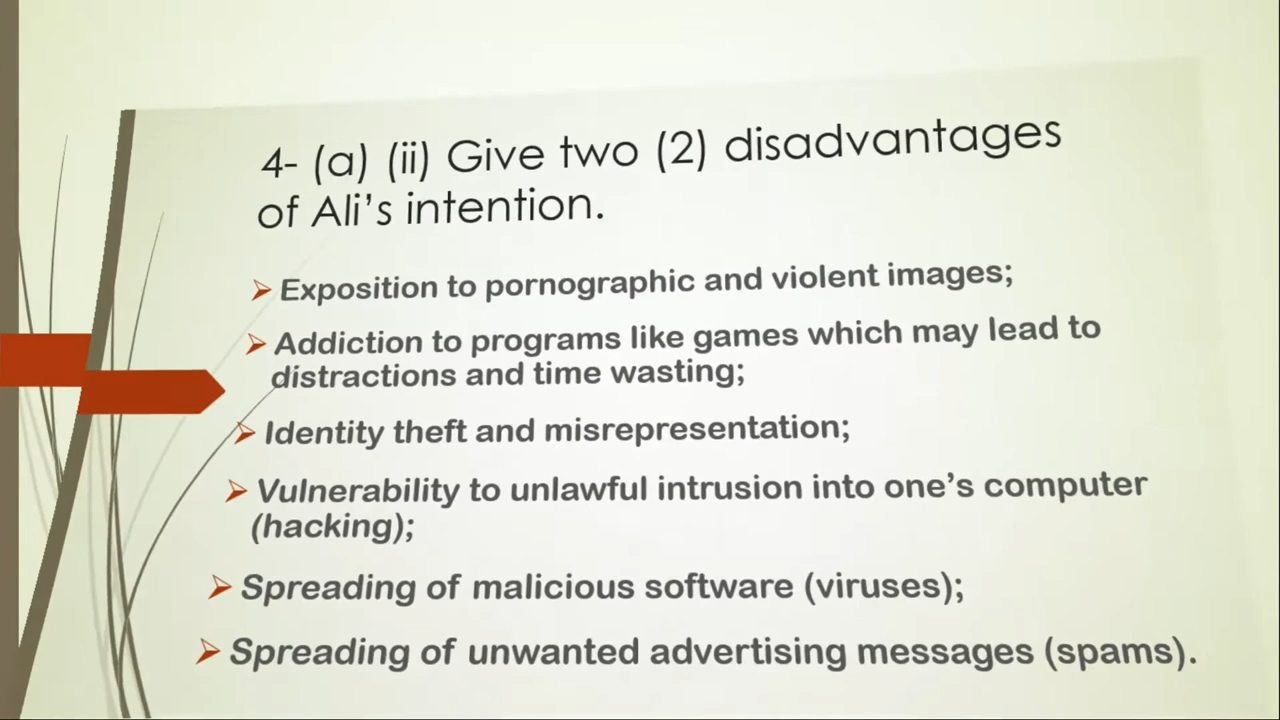 4- (a) (ii) Give two (2) disadvantages
of Ali's intention.
Exposition to pornographic and violent images;
Addiction to programs like games which may lead to
distractions and time wasting;
Identity theft and misrepresentation;
Vulnerability to unlawful intrusion into one's computer
(hacking);
Spreading of malicious software (viruses);
Spreading of unwanted advertising messages (spams).